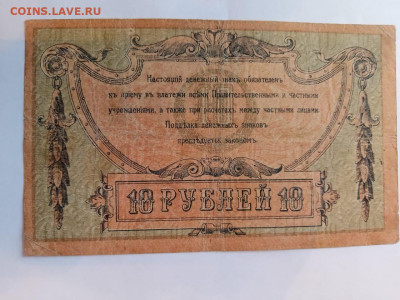 COINS.LAVE.RU
Настоящій денежный знакъ обязателенъ
къ пріему въ платежи всѣми Правительственными и частными
учрежденіями, а также при расчетахъ между частными лицами.
Поддѣлка денежныхъ знаковъ
преслѣдуется закономъ.
10 РУБЛЕЙ 10